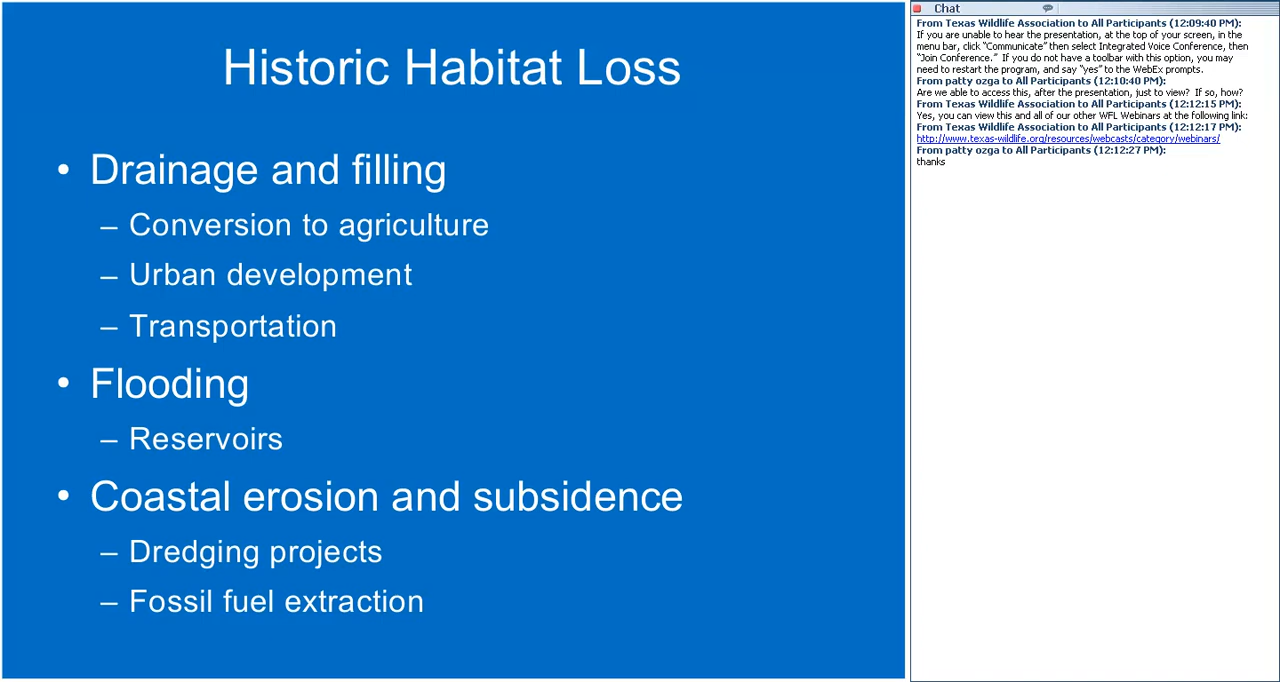 Historic Habitat Loss
• Drainage and filling
– Conversion to agriculture
– Urban development
– Transportation
• Flooding
– Reservoirs
• Coastal erosion and subsidence
– Dredging projects
– Fossil fuel extraction
Chat
From Texas Wildlife Association to All Participants (12:09:40 PM):
If you are unable to hear the presentation, at the top of your screen, in the
menu bar, click “Communicate” then select Integrated Voice Conference, then
“Join Conference.” If you do not have a toolbar with this option, you may
need to restart the program, and say “yes” to the WebEx prompts.
From patty ozga to All Participants (12:10:40 PM):
Are we able to access this, after the presentation, just to view? If so, how?
From Texas Wildlife Association to All Participants (12:12:15 PM):
Yes, you can view this and all of our other WFL Webinars at the following link:
From Texas Wildlife Association to All Participants (12:12:17 PM):
http://www.texas-wildlife.org/resources/webcasts/category/webinars/
From patty ozga to All Participants (12:12:27 PM):
thanks